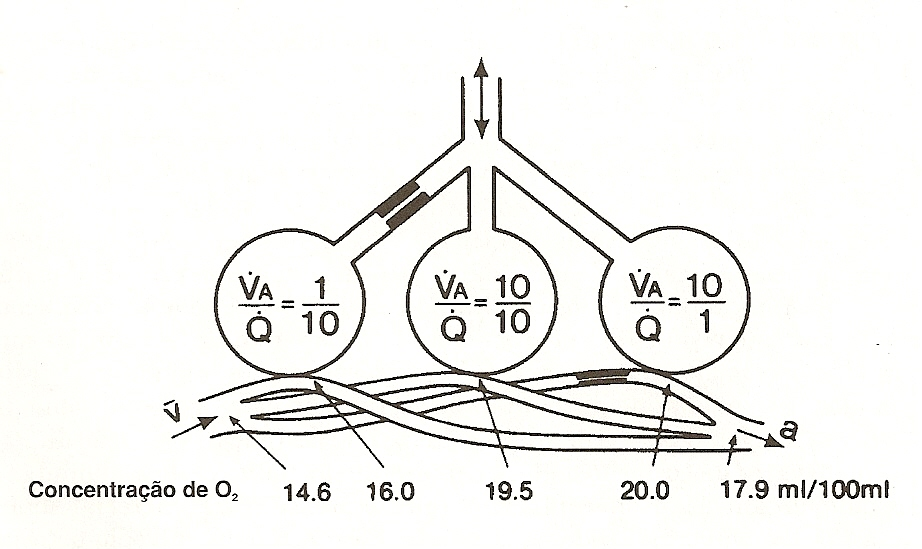 V̇A/Q̇ = 1/10
V̇A/Q̇ = 10/10
V̇A/Q̇ = 10/1
v̄
a
Concentração de O₂ 14.6 16.0 19.5 20.0 17.9 ml/100ml